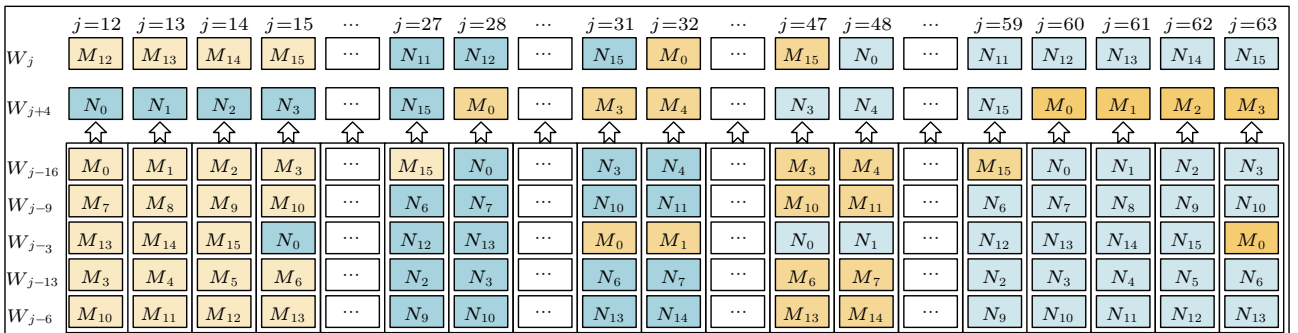 j=12 j=13 j=14 j=15 ... j=27 j=28 ... j=31 j=32 ... j=47 j=48 ... j=59 j=60 j=61 j=62 j=63
W_j M_12 M_13 M_14 M_15 ... N_11 N_12 ... N_15 M_0 ... M_15 N_0 ... N_11 N_12 N_13 N_14 N_15
W_{j+4} N_0 N_1 N_2 N_3 ... N_15 M_0 ... M_3 M_4 ... N_3 N_4 ... N_15 M_0 M_1 M_2 M_3
W_{j-16} M_0 M_1 M_2 M_3 ... M_15 N_0 ... N_3 N_4 ... M_3 M_4 ... M_15 N_0 N_1 N_2 N_3
W_{j-9} M_7 M_8 M_9 M_10 ... N_6 N_7 ... N_10 N_11 ... M_10 M_11 ... N_6 N_7 N_8 N_9 N_10
W_{j-3} M_13 M_14 M_15 N_0 ... N_12 N_13 ... M_0 M_1 ... N_0 N_1 ... N_12 N_13 N_14 N_15 M_0
W_{j-13} M_3 M_4 M_5 M_6 ... N_2 N_3 ... N_6 N_7 ... M_6 M_7 ... N_2 N_3 N_4 N_5 N_6
W_{j-6} M_10 M_11 M_12 M_13 ... N_9 N_10 ... N_13 N_14 ... M_13 M_14 ... N_9 N_10 N_11 N_12 N_13